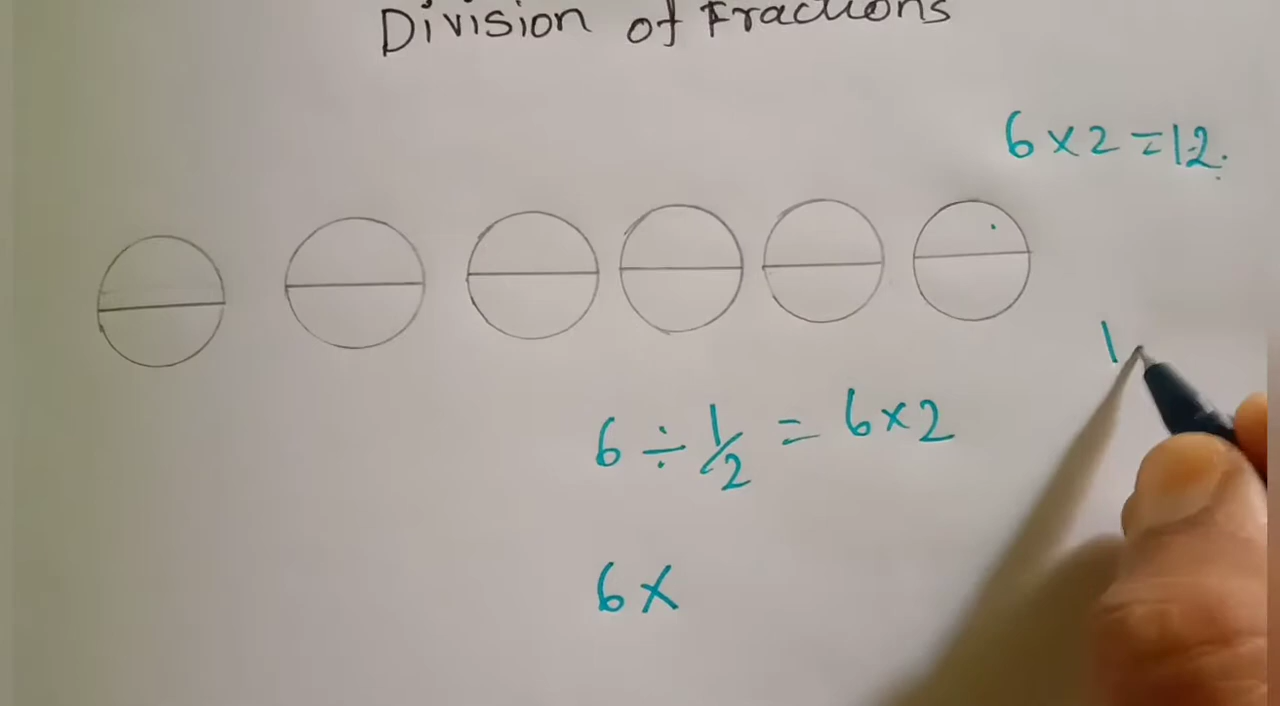 Division of Fractions
6 × 2 = 12.
1
6 ÷ 1/2 = 6 × 2
6 ×